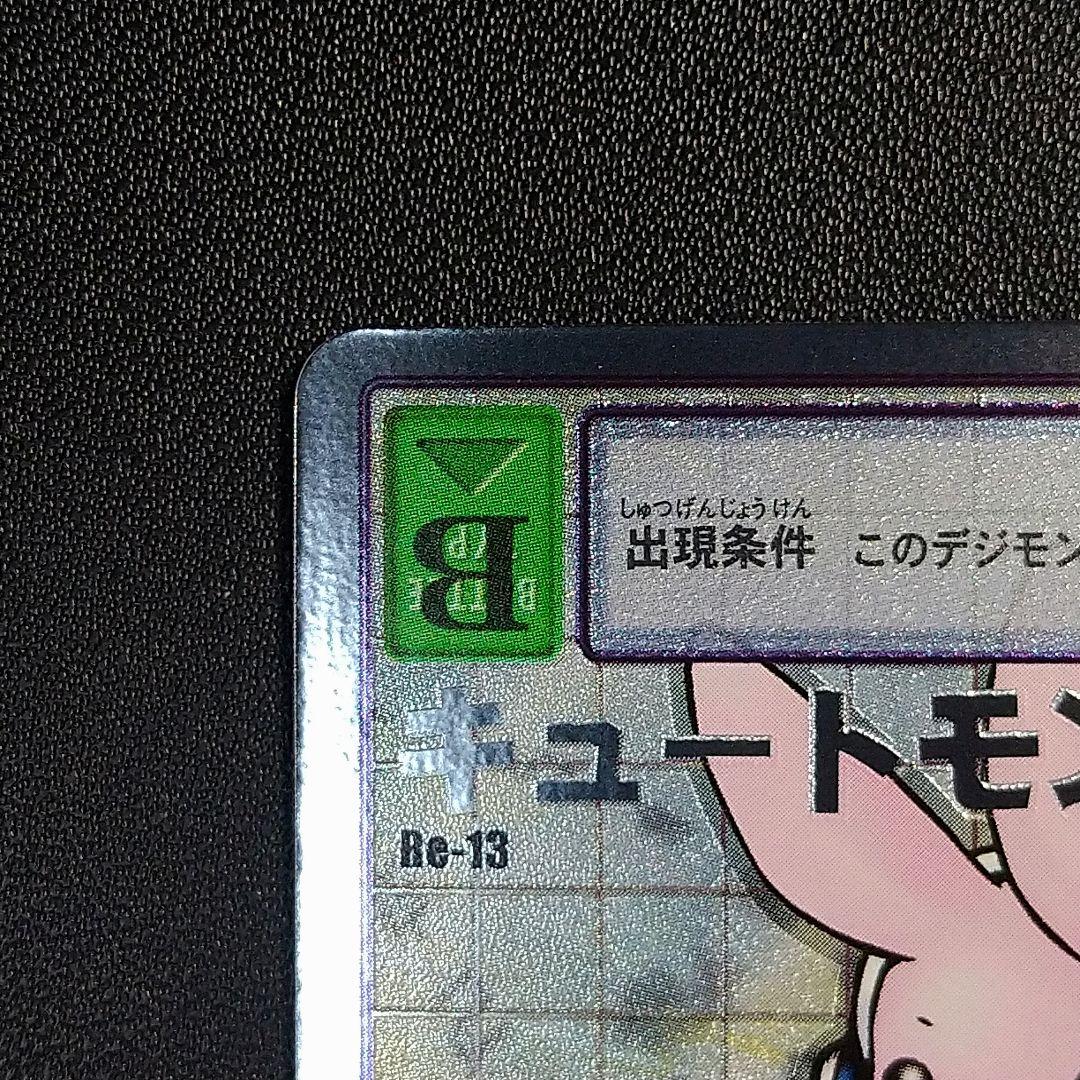 B
しゅつげんじょうけん
出現条件 このデジモン
キュートモン
Re-13